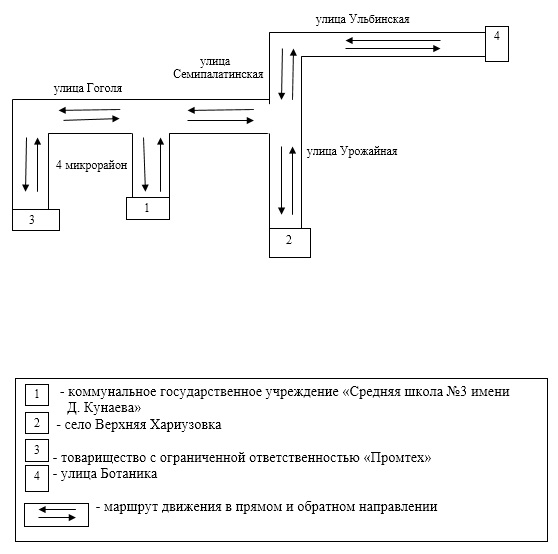 улица Ульбинская
4
улица
Семипалатинская
улица Гоголя
улица Урожайная
4 микрорайон
3
1
2
1 - коммунальное государственное учреждение «Средняя школа №3 имени
Д. Кунаева»
2 - село Верхняя Хариузовка
3 - товарищество с ограниченной ответственностью «Промтех»
4 - улица Ботаника
- маршрут движения в прямом и обратном направлении